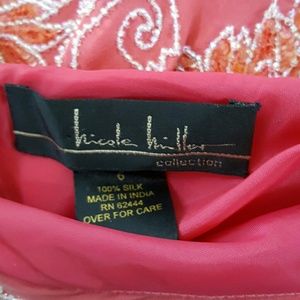 nicole miller
collection
6
100% SILK
MADE IN INDIA
RN 62444
OVER FOR CARE